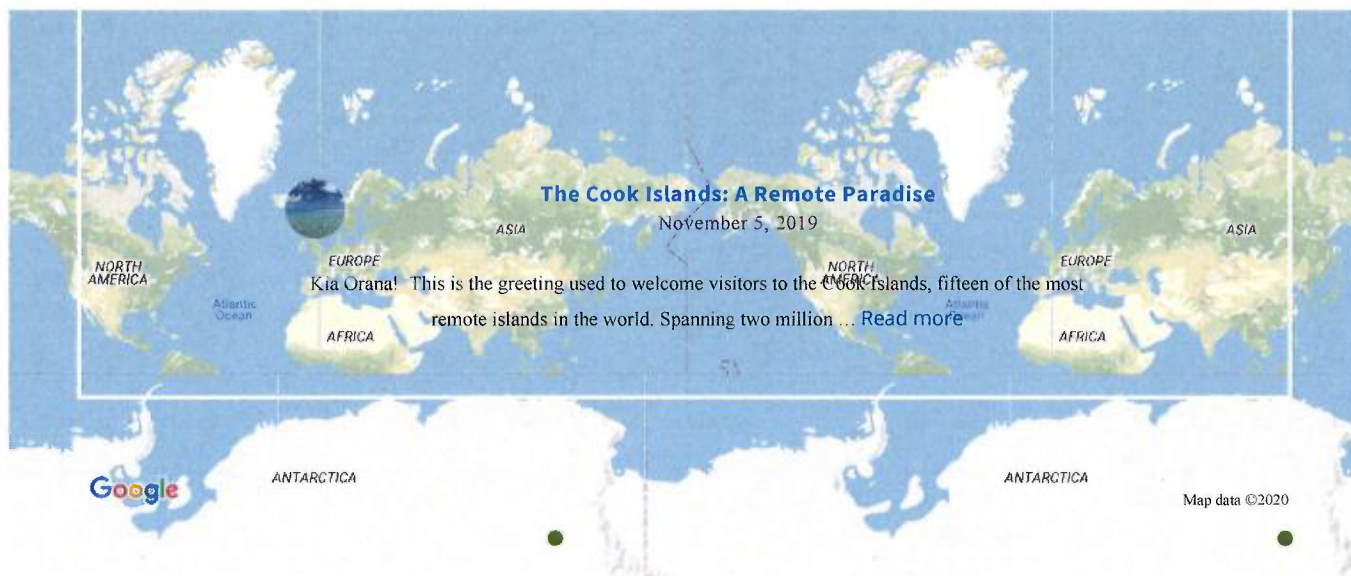 The Cook Islands: A Remote Paradise
November 5, 2019
ASIA
ASIA
NORTH
AMERICA
EUROPE
NORTH
AMERICA
EUROPE
Kia Orana! This is the greeting used to welcome visitors to the Cook Islands, fifteen of the most
Atlantic
Ocean
Atlantic
Ocean
remote islands in the world. Spanning two million ... Read more
AFRICA
AFRICA
ANTARCTICA
ANTARCTICA
Google
Map data ©2020